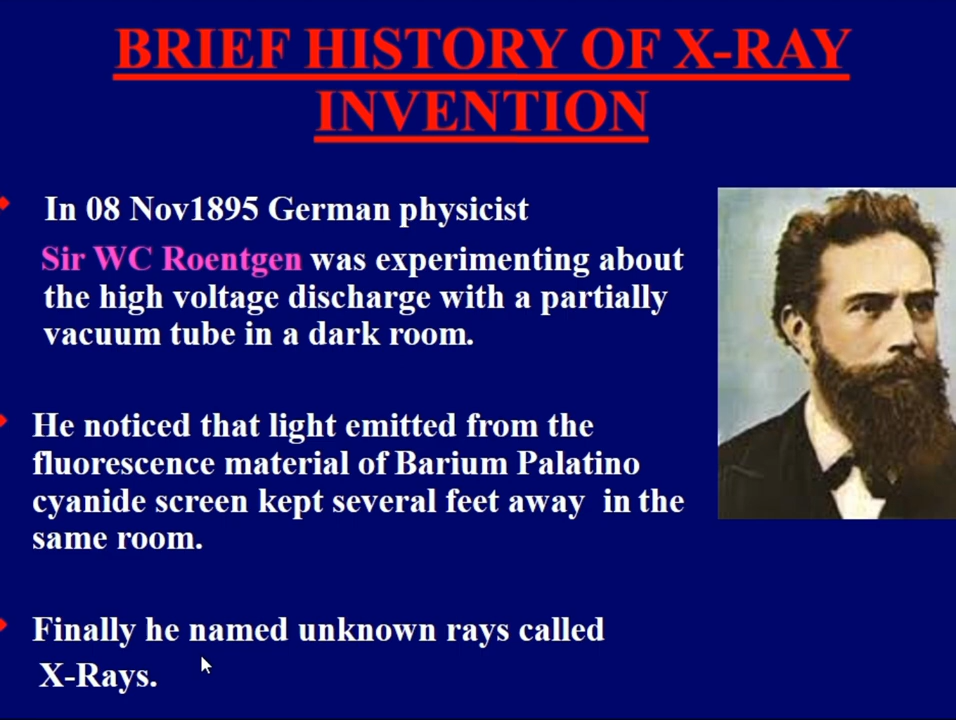 BRIEF HISTORY OF X-RAY
INVENTION
In 08 Nov1895 German physicist
Sir WC Roentgen was experimenting about
the high voltage discharge with a partially
vacuum tube in a dark room.
He noticed that light emitted from the
fluorescence material of Barium Palatino
cyanide screen kept several feet away in the
same room.
Finally he named unknown rays called
X-Rays.